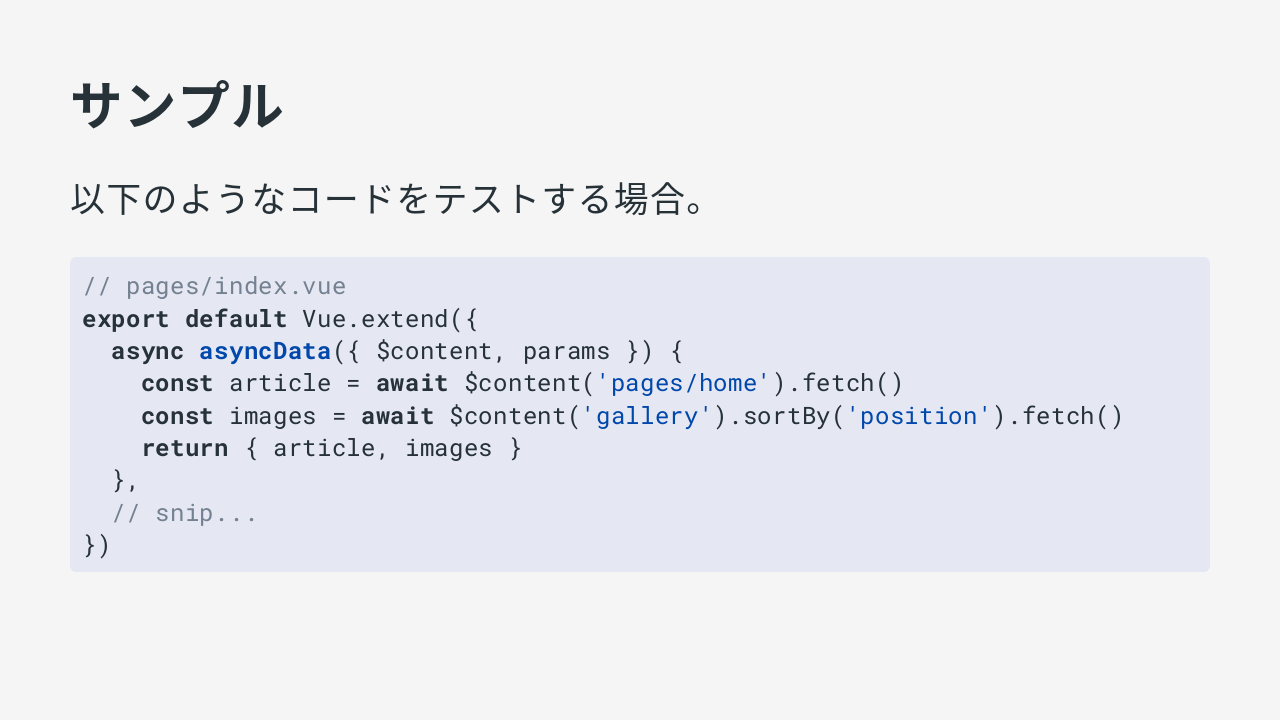 サンプル
以下のようなコードをテストする場合。
// pages/index.vue
export default Vue.extend({
  async asyncData({ $content, params }) {
    const article = await $content('pages/home').fetch()
    const images = await $content('gallery').sortBy('position').fetch()
    return { article, images }
  },
  // snip...
})